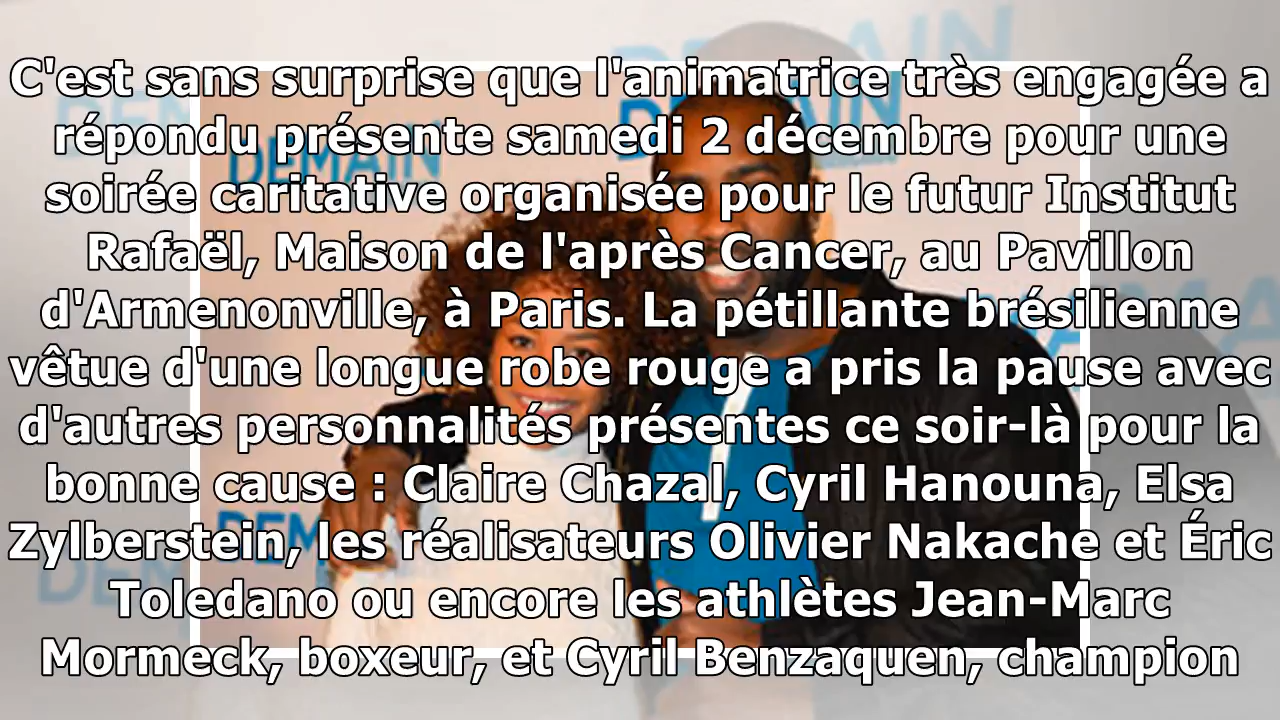 C'est sans surprise que l'animatrice très engagée a
répondu présente samedi 2 décembre pour une
soirée caritative organisée pour le futur Institut
Rafaël, Maison de l'après Cancer, au Pavillon
d'Armenonville, à Paris. La pétillante brésilienne
vêtue d'une longue robe rouge a pris la pause avec
d'autres personnalités présentes ce soir-là pour la
bonne cause : Claire Chazal, Cyril Hanouna, Elsa
Zylberstein, les réalisateurs Olivier Nakache et Éric
Toledano ou encore les athlètes Jean-Marc
Mormeck, boxeur, et Cyril Benzaquen, champion
DEMAIN